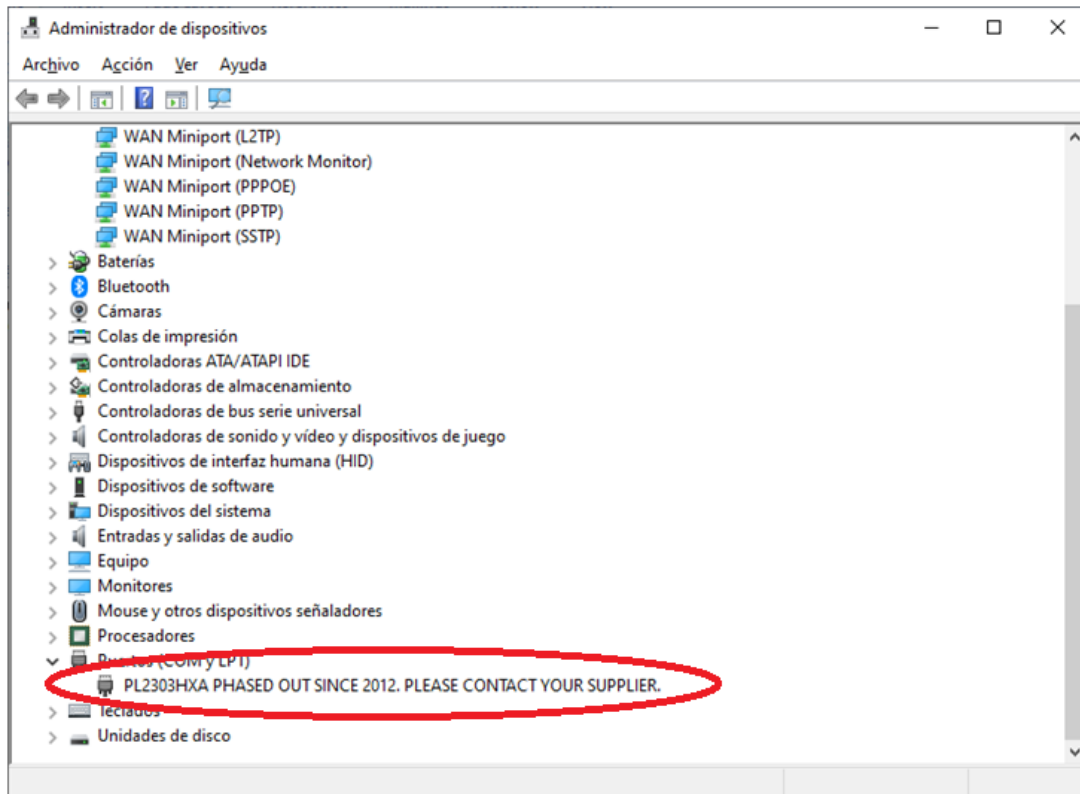 Administrador de dispositivos
Archivo Acción Ver Ayuda
WAN Miniport (L2TP)
WAN Miniport (Network Monitor)
WAN Miniport (PPPOE)
WAN Miniport (PPTP)
WAN Miniport (SSTP)
Baterías
Bluetooth
Cámaras
Colas de impresión
Controladoras ATA/ATAPI IDE
Controladoras de almacenamiento
Controladoras de bus serie universal
Controladoras de sonido y vídeo y dispositivos de juego
Dispositivos de interfaz humana (HID)
Dispositivos de software
Dispositivos del sistema
Entradas y salidas de audio
Equipo
Monitores
Mouse y otros dispositivos señaladores
Procesadores
Puertos (COM y LPT)
PL2303HXA PHASED OUT SINCE 2012. PLEASE CONTACT YOUR SUPPLIER.
Teclados
Unidades de disco